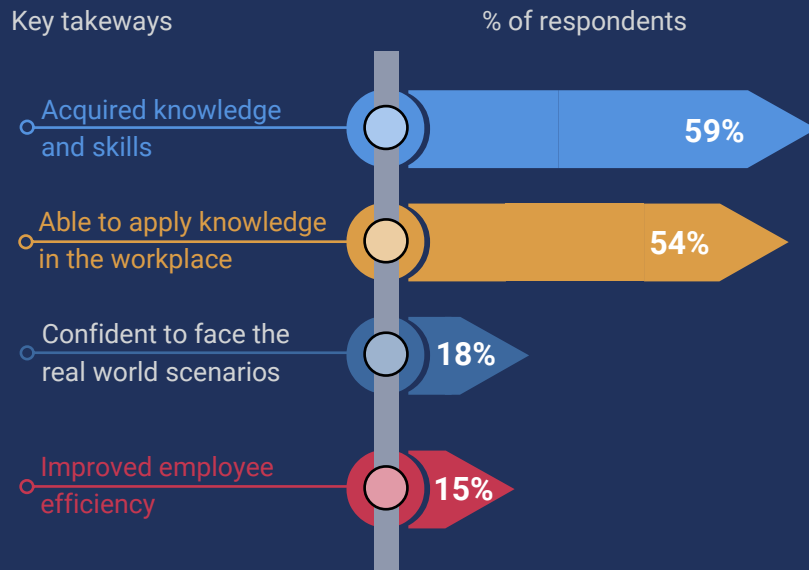 Key takeways
% of respondents
Acquired knowledge
and skills
59%
Able to apply knowledge
in the workplace
54%
Confident to face the
real world scenarios
18%
Improved employee
efficiency
15%